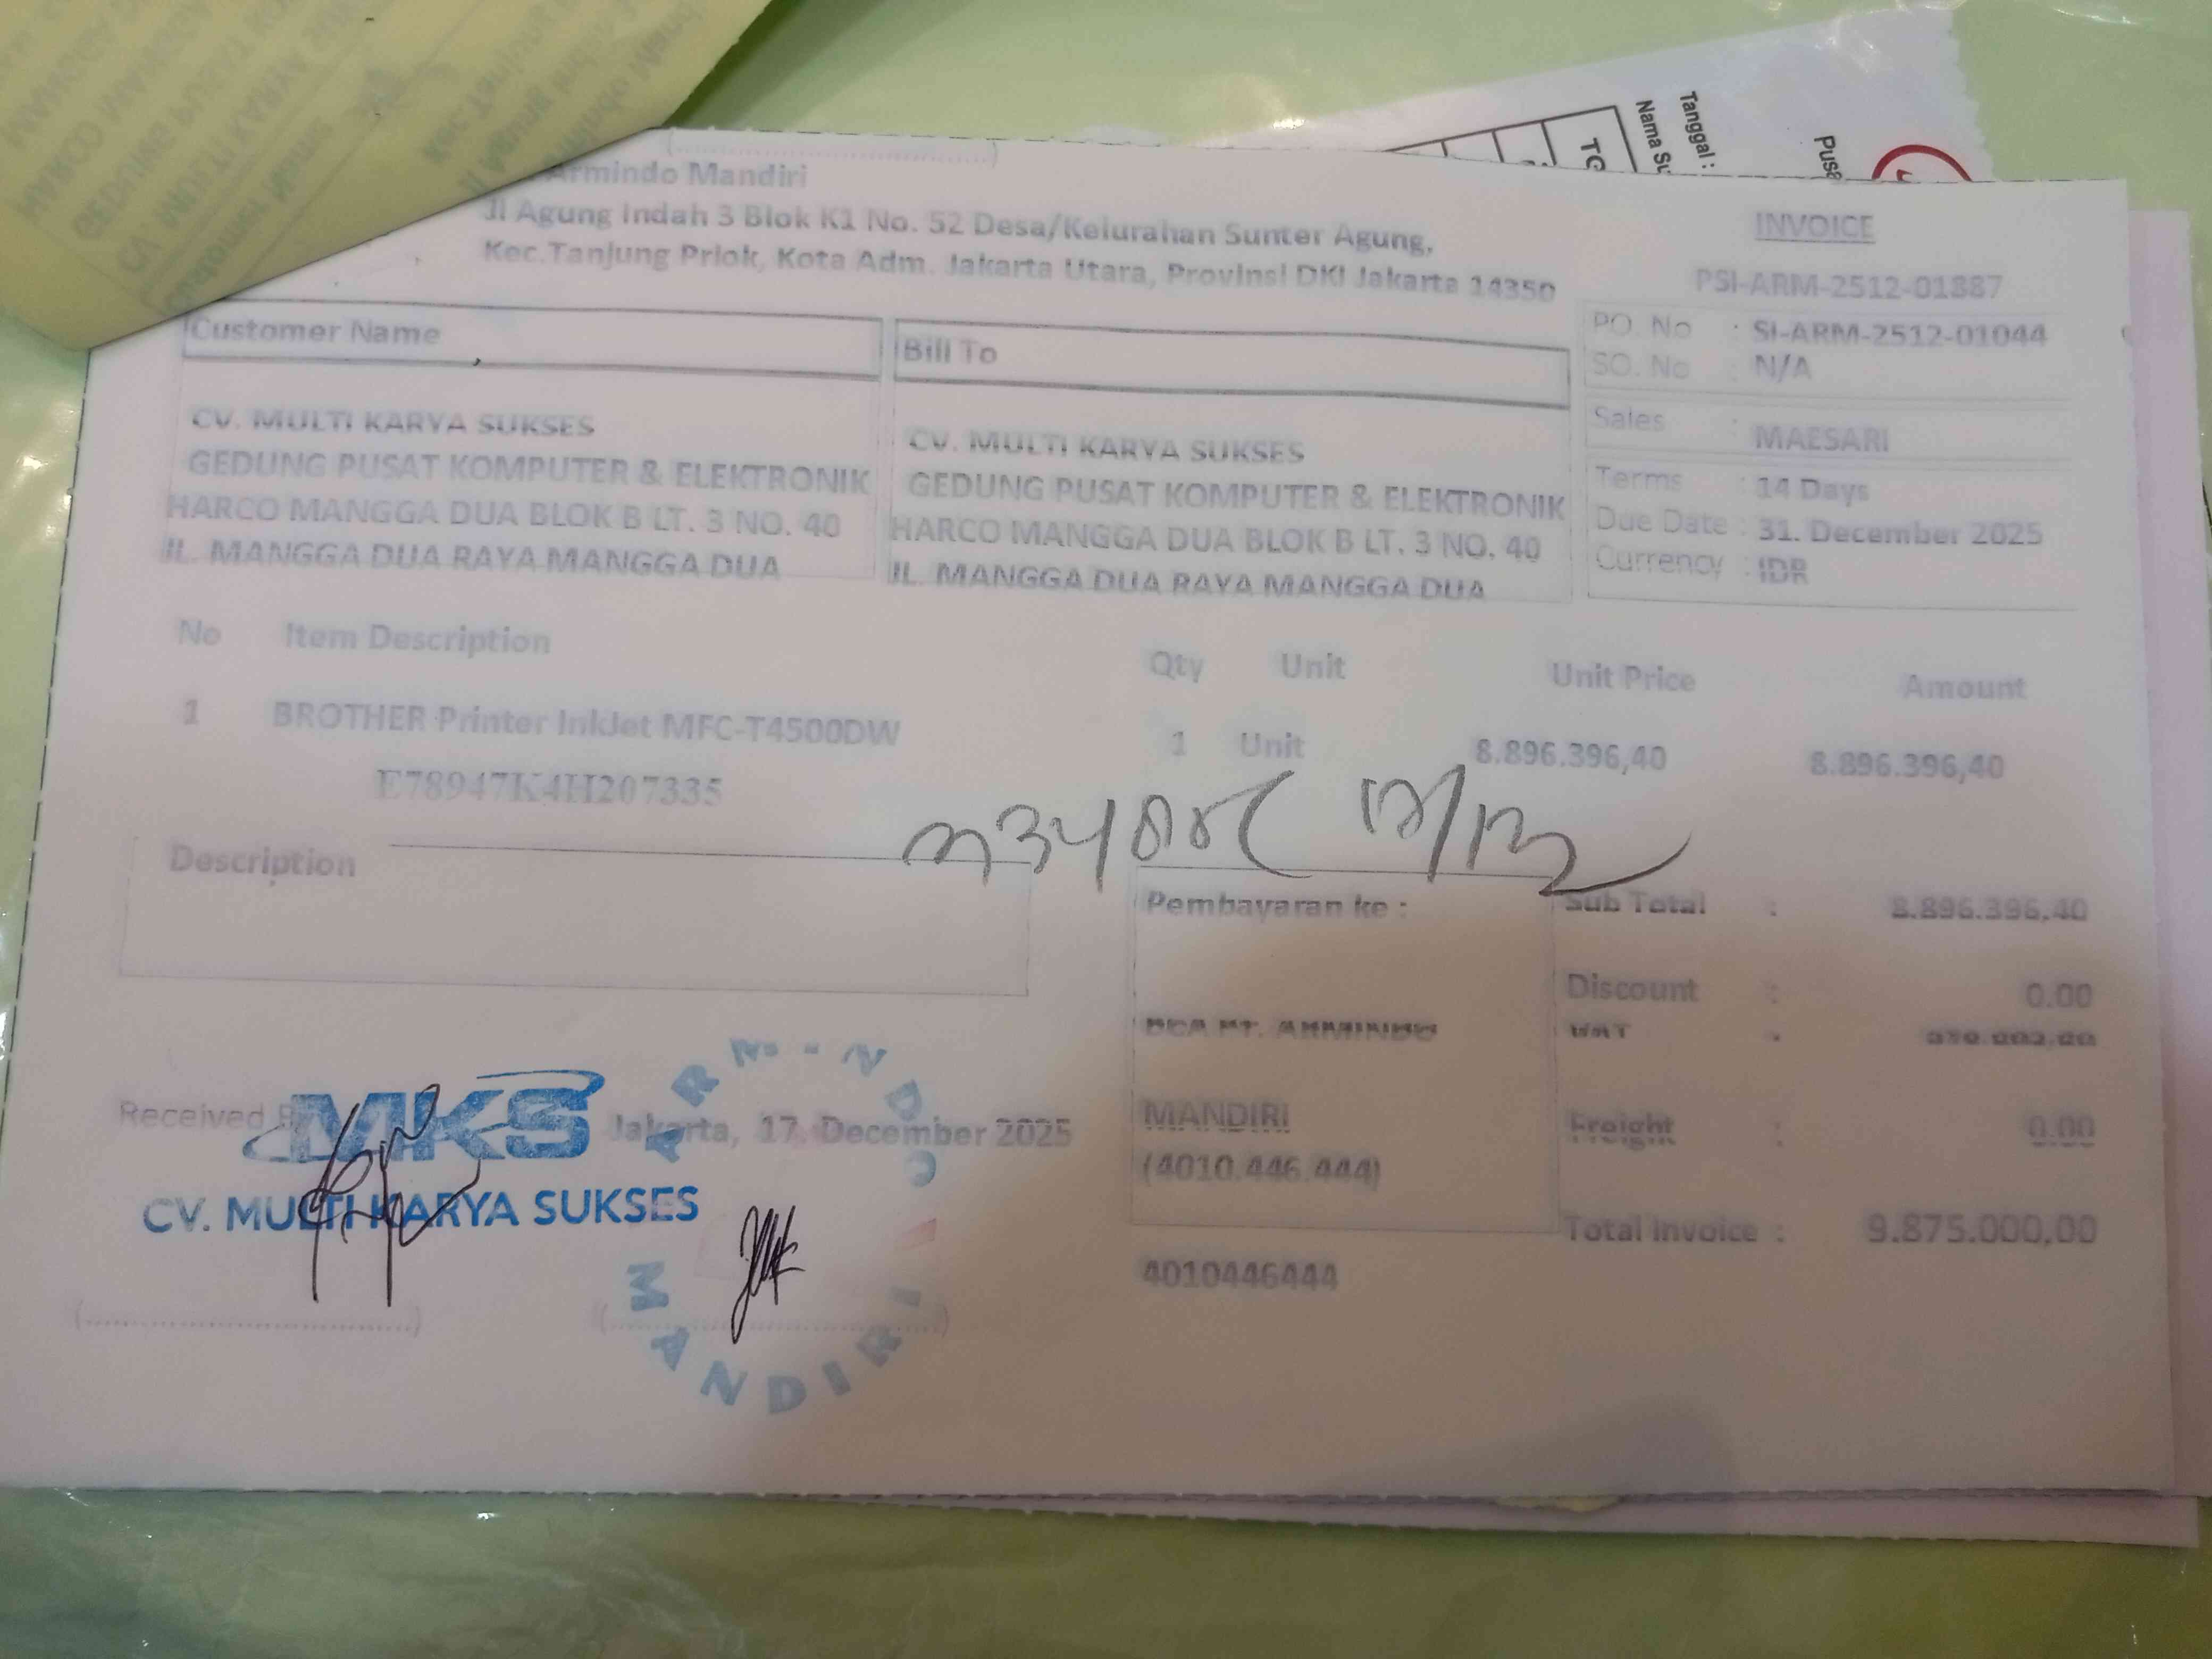 Armindo Mandiri
Jl Agung Indah 3 Blok K1 No. 52 Desa/Kelurahan Sunter Agung,
Kec.Tanjung Priok, Kota Adm. Jakarta Utara, Provinsi DKI Jakarta 14350
INVOICE
PSI-ARM-2512-01887
PO. No : SI-ARM-2512-01044
SO. No : N/A
Sales : MAESARI
Terms : 14 Days
Due Date : 31. December 2025
Currency : IDR
Customer Name
CV. MULTI KARYA SUKSES
GEDUNG PUSAT KOMPUTER & ELEKTRONIK
HARCO MANGGA DUA BLOK B LT. 3 NO. 40
JL. MANGGA DUA RAYA MANGGA DUA
Bill To
CV. MULTI KARYA SUKSES
GEDUNG PUSAT KOMPUTER & ELEKTRONIK
HARCO MANGGA DUA BLOK B LT. 3 NO. 40
JL. MANGGA DUA RAYA MANGGA DUA
No Item Description Qty Unit Unit Price Amount
1 BROTHER Printer InkJet MFC-T4500DW 1 Unit 8.896.396,40 8.896.396,40
E78947K4H207335
Description
Pembayaran ke :
BCA PT. ARMINDO
MANDIRI
(4010.446.444)
4010446444
Sub Total : 8.896.396,40
Discount : 0.00
VAT :
Freight : 0.00
Total Invoice : 9.875.000,00
Received
MKS
CV. MULTI KARYA SUKSES
Jakarta, 17. December 2025
ARMINDO MANDIRI
Tanggal :
Nama